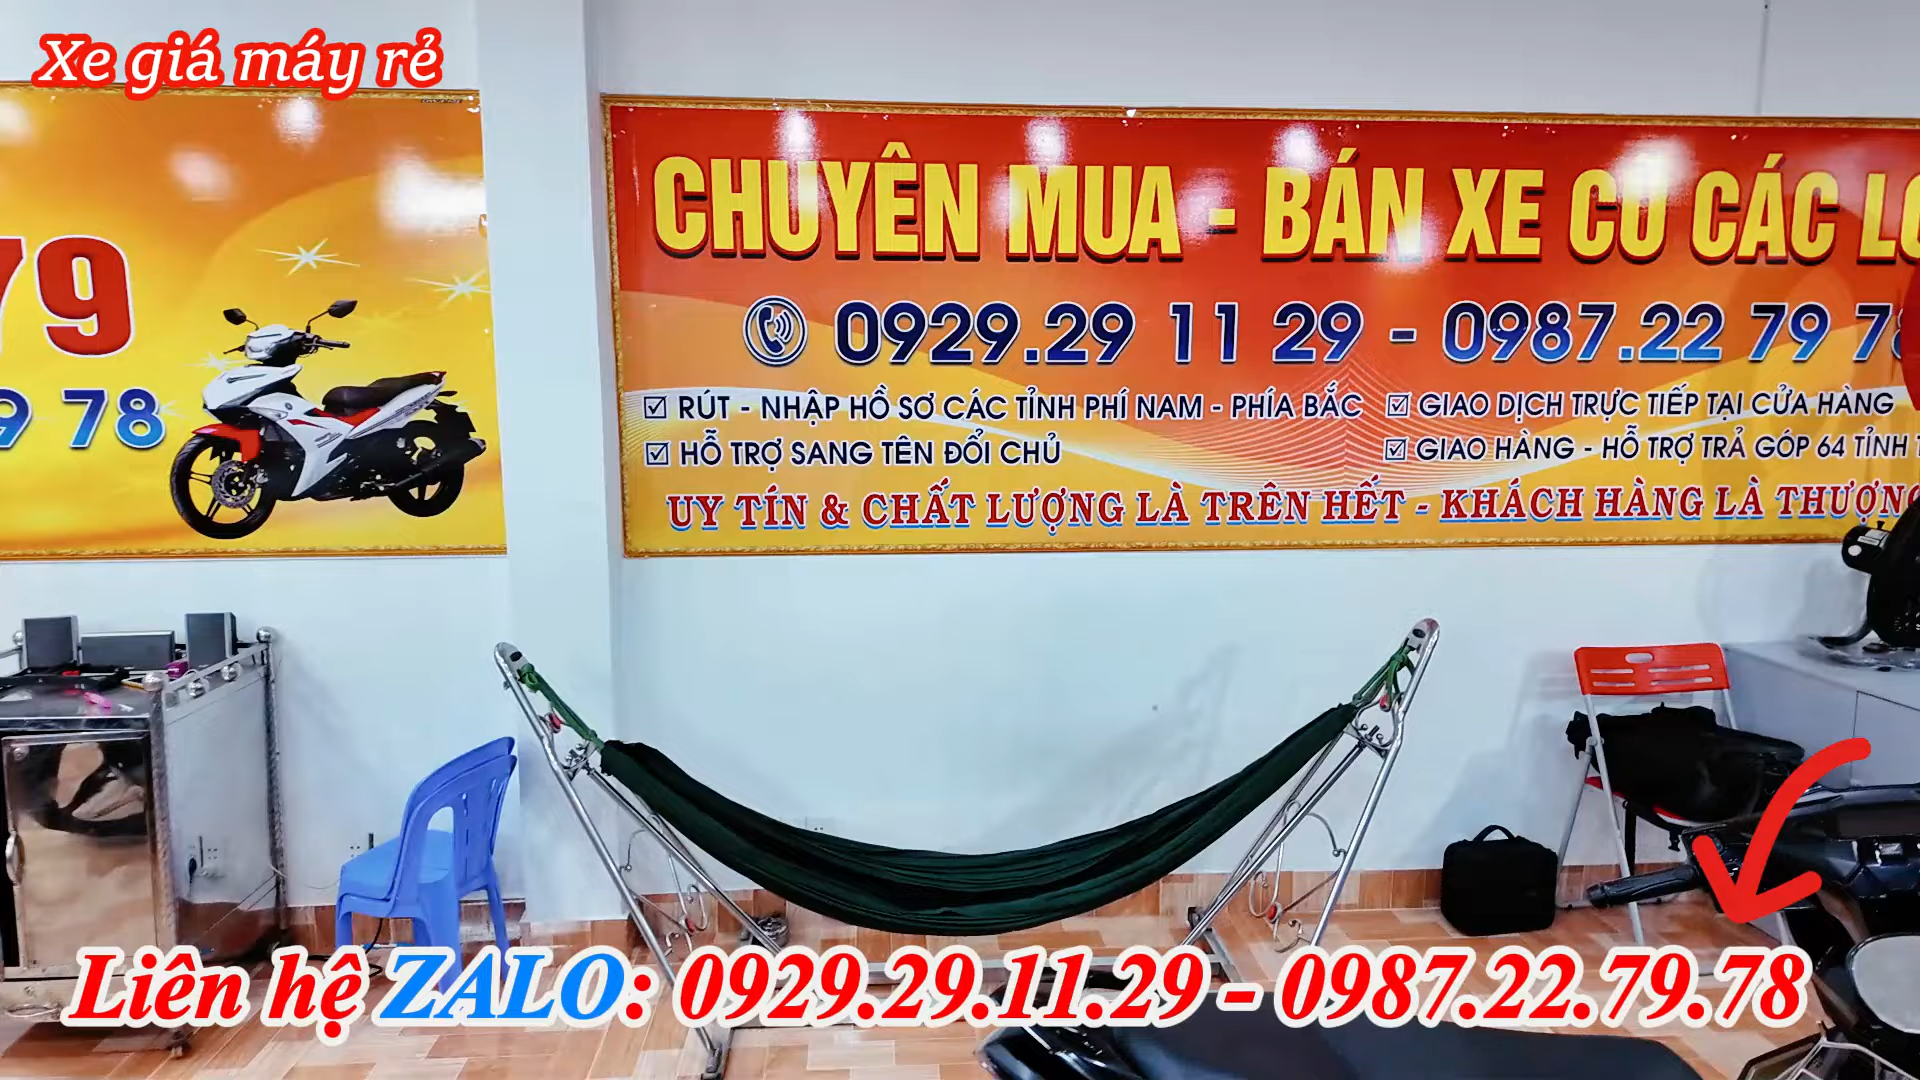 Xe giá máy rẻ
79
9 78
CHUYÊN MUA - BÁN XE CŨ CÁC
0929.29 11 29 - 0987.22 79 78
☑ RÚT - NHẬP HỒ SƠ CÁC TỈNH PHÍ NAM - PHÍA BẮC ☑ GIAO DỊCH TRỰC TIẾP TẠI CỬA HÀNG
☑ HỖ TRỢ SANG TÊN ĐỔI CHỦ ☑ GIAO HÀNG - HỖ TRỢ TRẢ GÓP 64 TỈNH
UY TÍN & CHẤT LƯỢNG LÀ TRÊN HẾT - KHÁCH HÀNG LÀ THƯỢNG
Liên hệ ZALO: 0929.29.11.29 - 0987.22.79.78